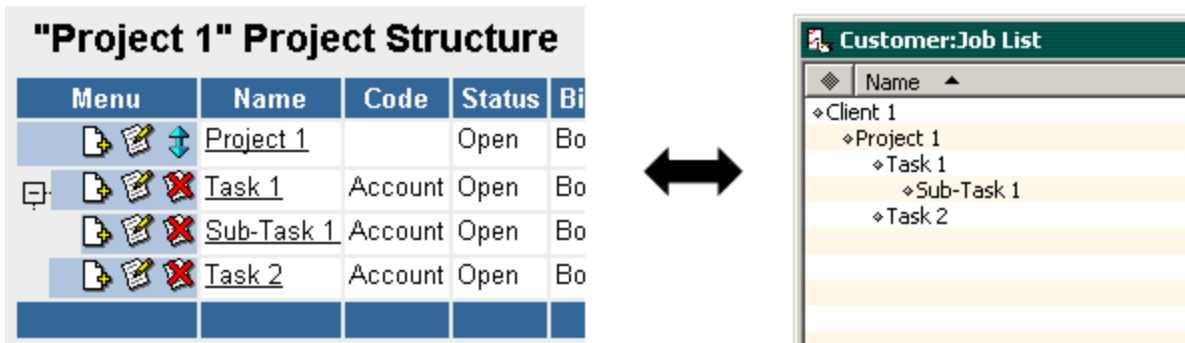 "Project 1" Project Structure
Menu Name Code Status Bi
Project 1 Open Bo
Task 1 Account Open Bo
Sub-Task 1 Account Open Bo
Task 2 Account Open Bo
Customer:Job List
Name
Client 1
Project 1
Task 1
Sub-Task 1
Task 2